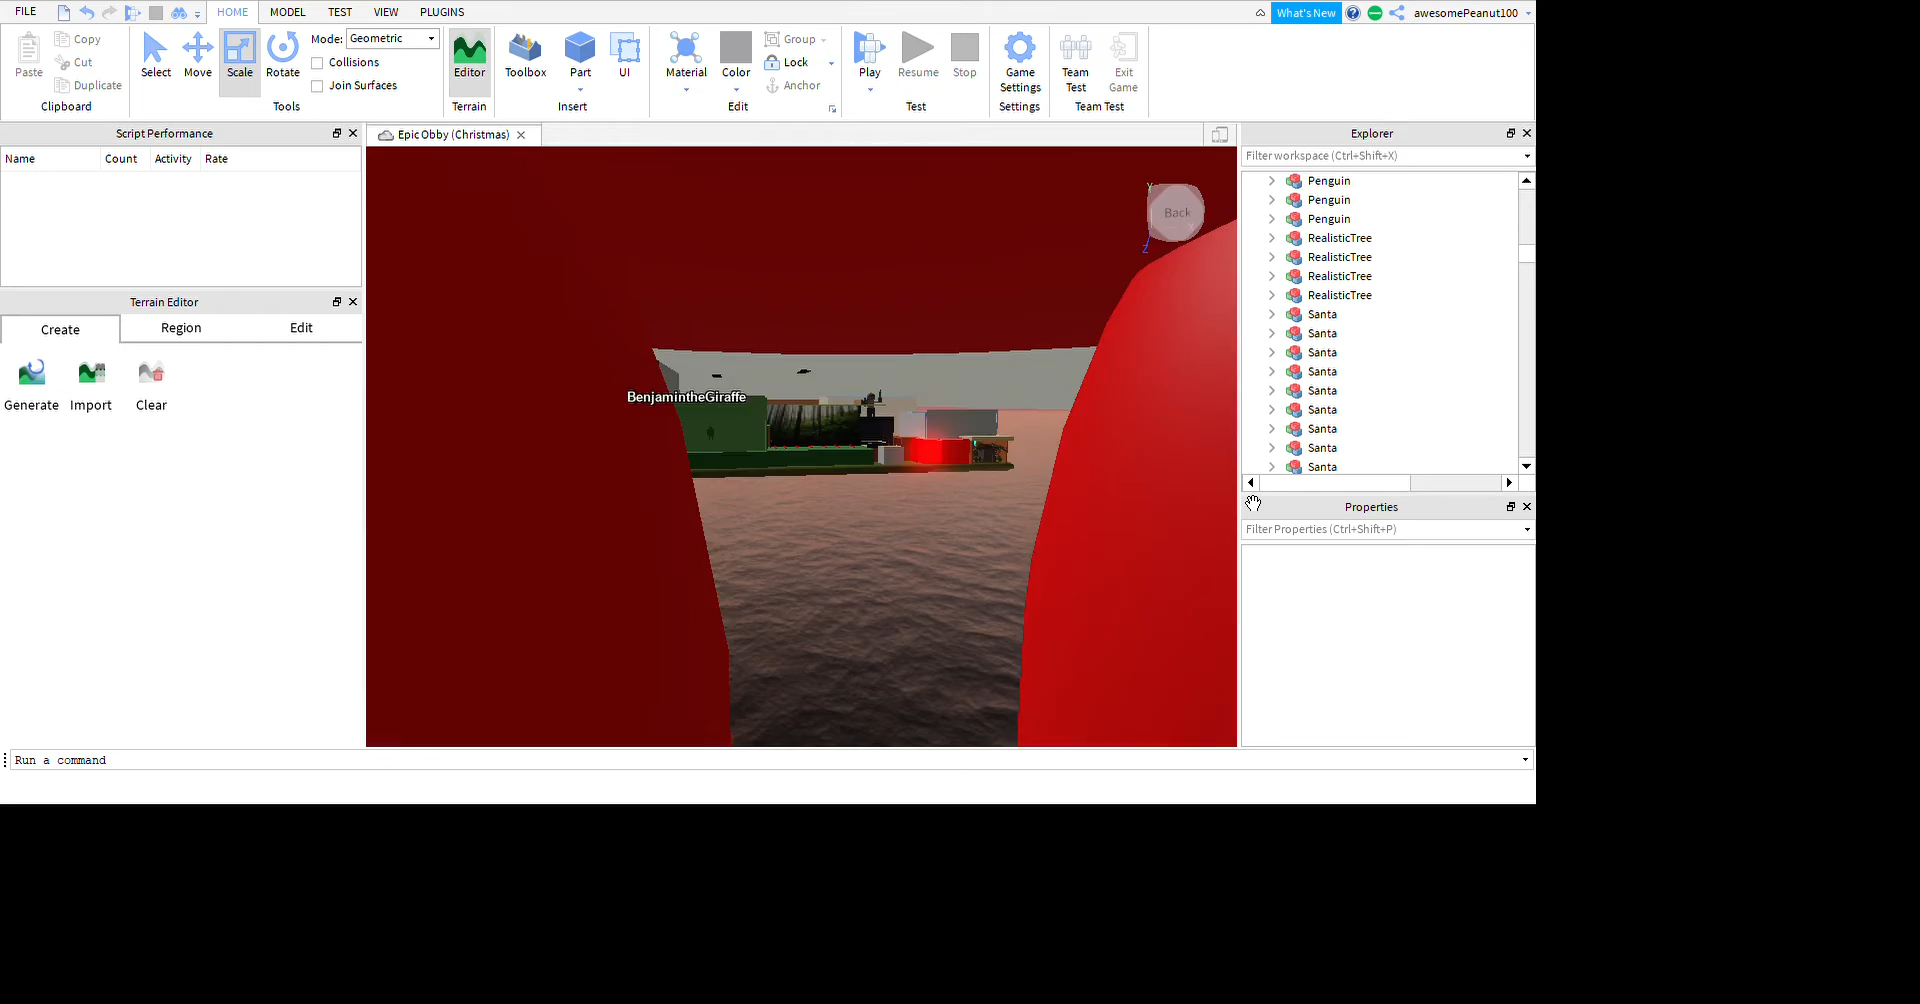 FILE HOME MODEL TEST VIEW PLUGINS What's New awesomePeanut100
Paste Copy Cut Duplicate Clipboard
Select Move Scale Rotate Mode: Geometric Collisions Join Surfaces Tools
Editor Terrain
Toolbox Part UI Insert
Material Color Group Lock Anchor Edit
Play Resume Stop Test
Game Settings Settings
Team Test Exit Game Team Test
Script Performance
Name Count Activity Rate
Terrain Editor
Create Region Edit
Generate Import Clear
Epic Obby (Christmas)
Back
Y
Z
BenjamintheGiraffe
Explorer
Filter workspace (Ctrl+Shift+X)
Penguin
Penguin
Penguin
RealisticTree
RealisticTree
RealisticTree
RealisticTree
Santa
Santa
Santa
Santa
Santa
Santa
Santa
Santa
Santa
Properties
Filter Properties (Ctrl+Shift+P)
Run a command